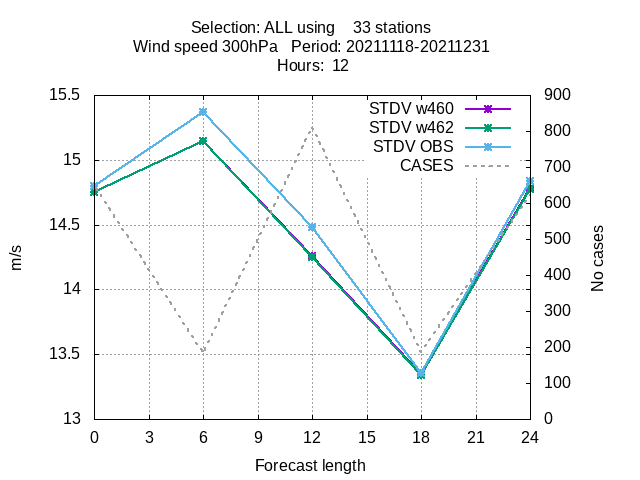 Selection: ALL using    33 stations
Wind speed 300hPa   Period: 20211118-20211231
Hours:  12
15.5
15
14.5
14
13.5
13
m/s
STDV w460
STDV w462
STDV OBS
CASES
900
800
700
600
500
400
300
200
100
0
No cases
0 3 6 9 12 15 18 21 24
Forecast length